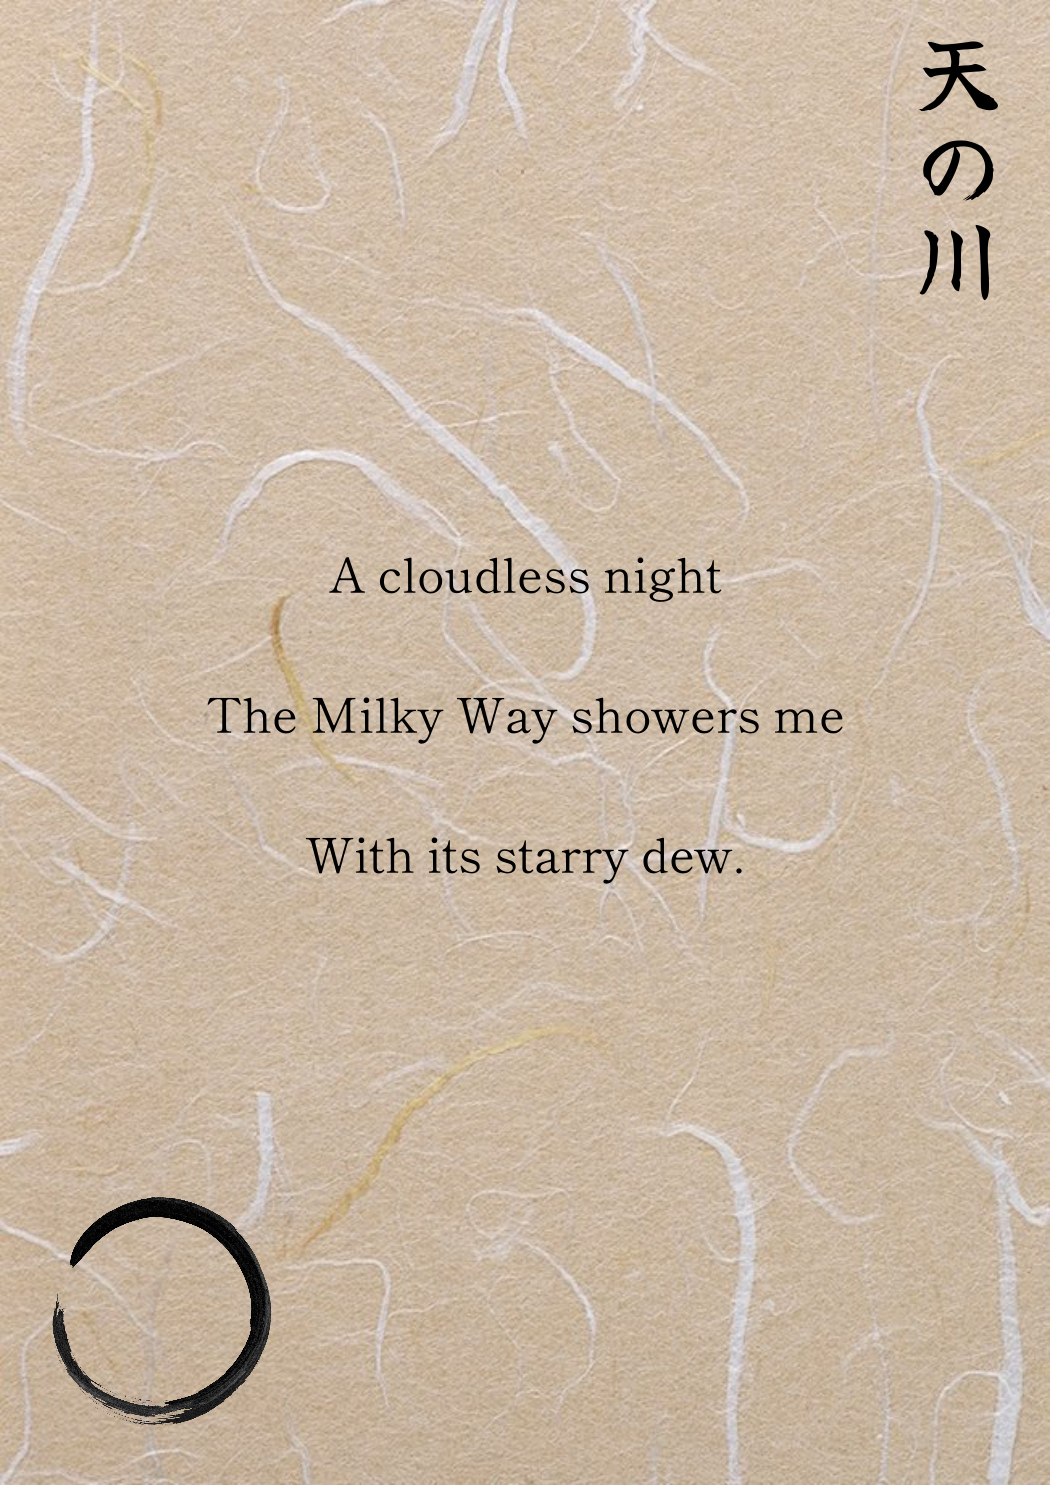 天の川
A cloudless night
The Milky Way showers me
With its starry dew.